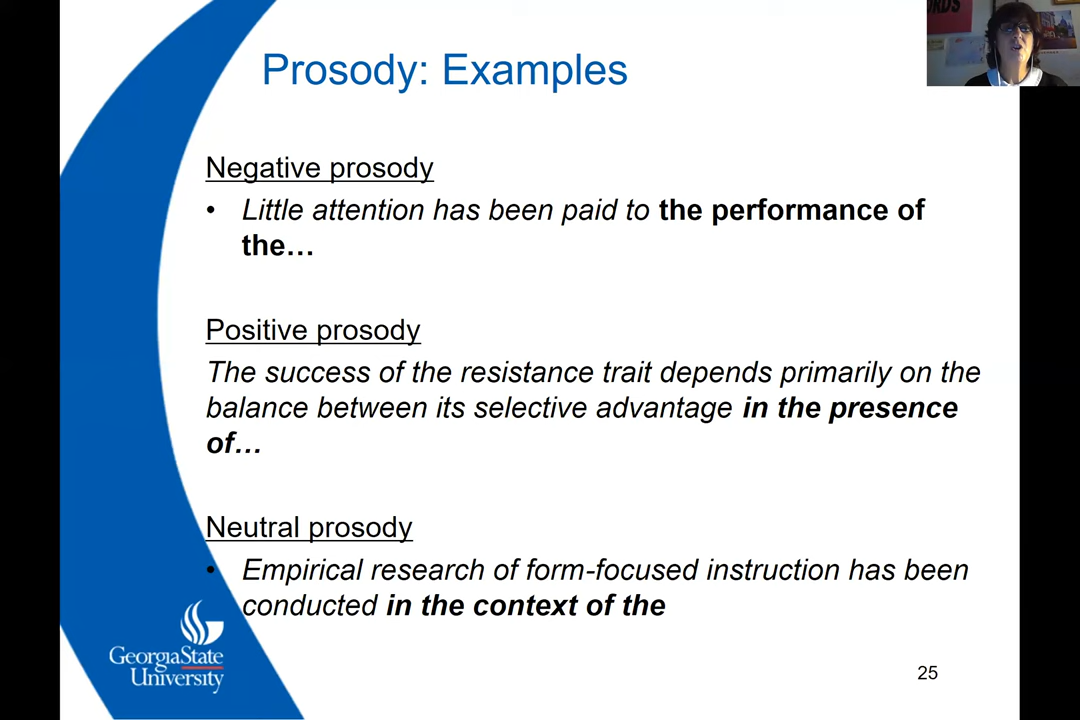 ORDS
Prosody: Examples
Negative prosody
• Little attention has been paid to the performance of
the…
Positive prosody
The success of the resistance trait depends primarily on the
balance between its selective advantage in the presence
of…
Neutral prosody
• Empirical research of form-focused instruction has been
conducted in the context of the
GeorgiaState
University
25